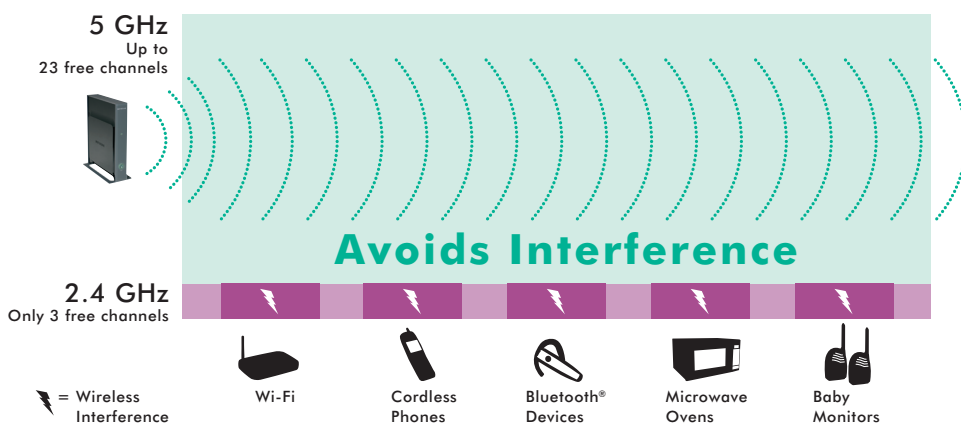 5 GHz
Up to
23 free channels
Avoids Interference
2.4 GHz
Only 3 free channels
Wi-Fi
Cordless
Phones
Bluetooth®
Devices
Microwave
Ovens
Baby
Monitors
= Wireless
Interference